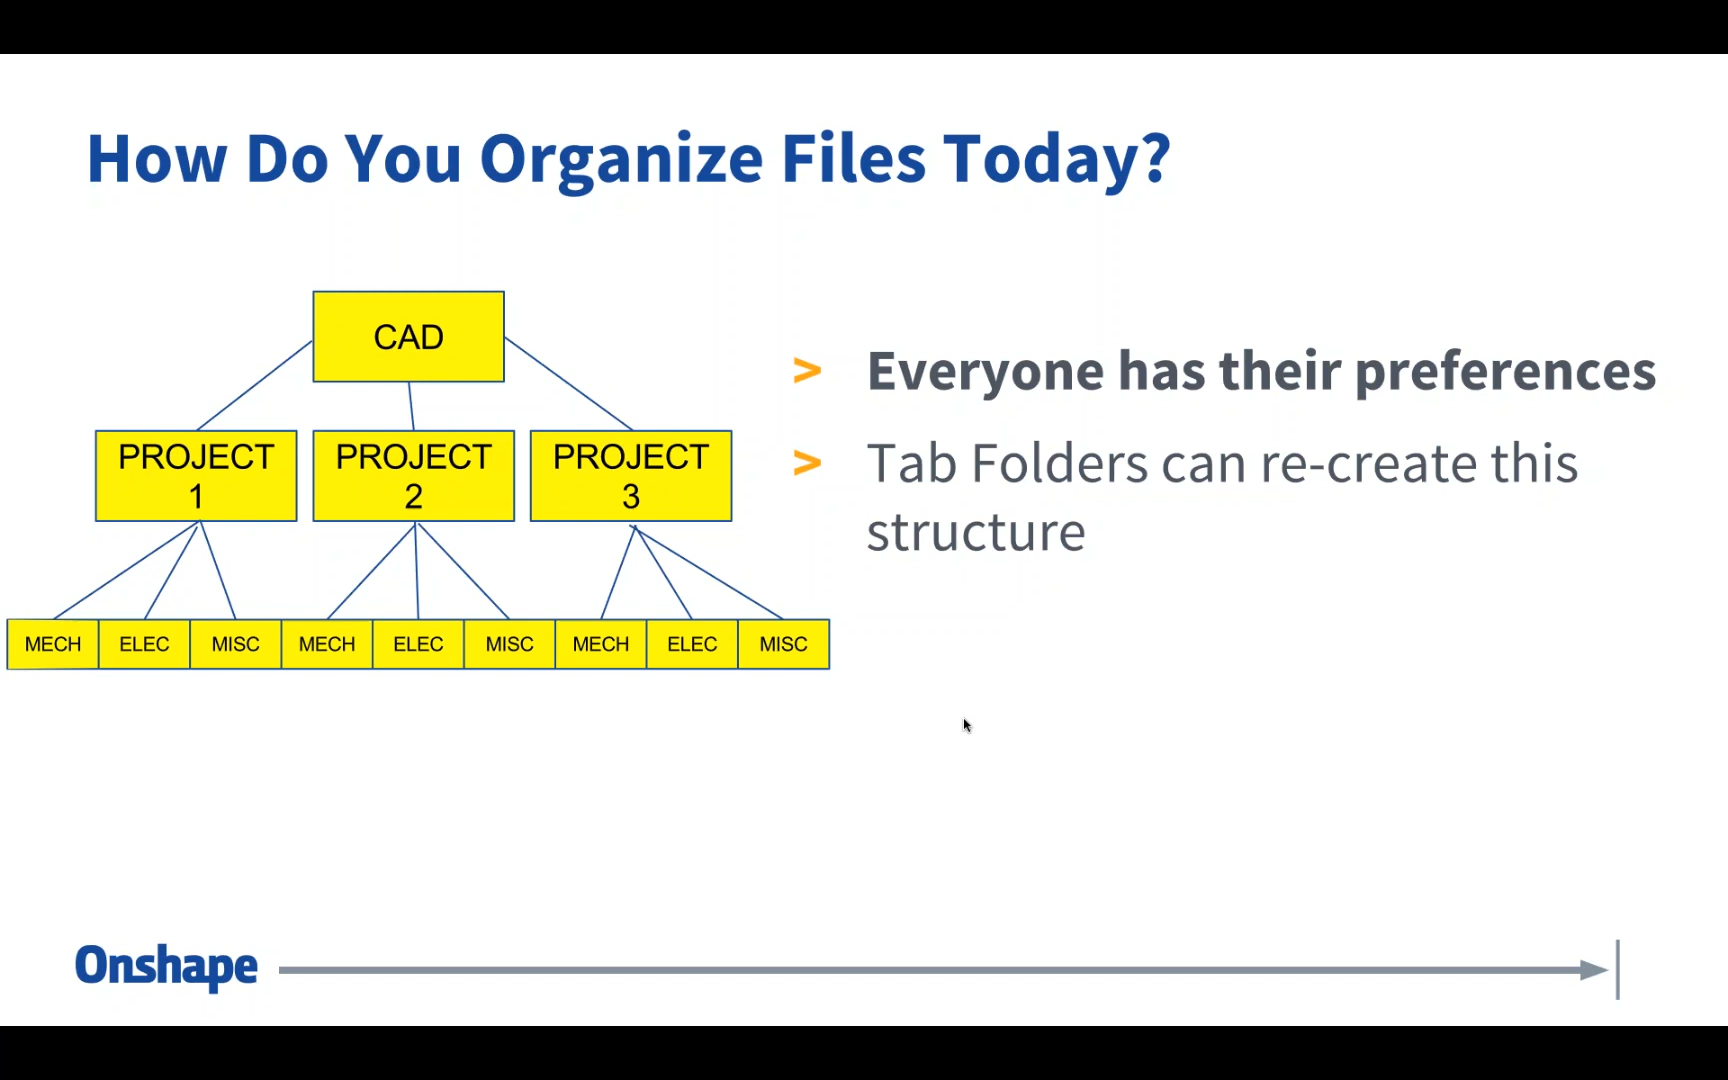 How Do You Organize Files Today?
CAD
PROJECT
1
PROJECT
2
PROJECT
3
MECH ELEC MISC MECH ELEC MISC MECH ELEC MISC
> Everyone has their preferences
> Tab Folders can re-create this
structure
Onshape